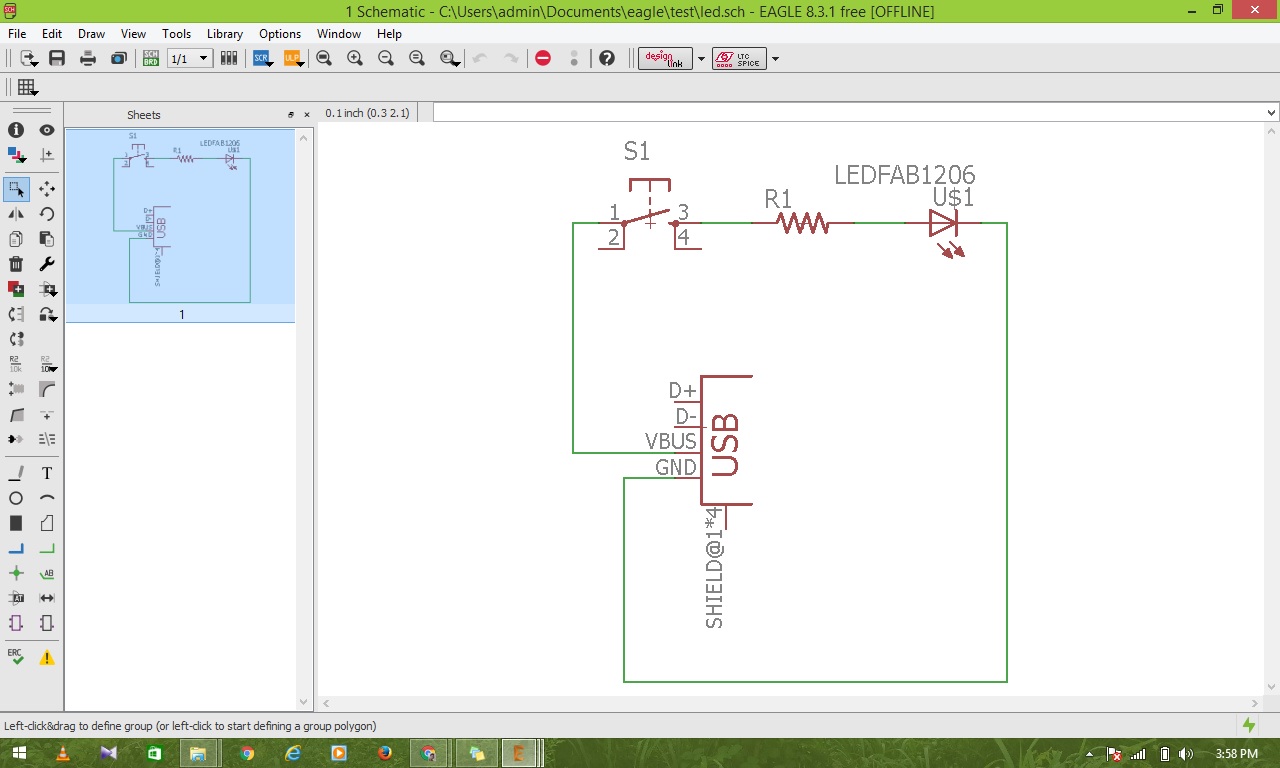 1 Schematic - C:\Users\admin\Documents\eagle\test\led.sch - EAGLE 8.3.1 free [OFFLINE]
File Edit Draw View Tools Library Options Window Help
SCH BRD 1/1 SCR ULP design link LTC SPICE
Sheets
0.1 inch (0.3 2.1)
S1
R1
LEDFAB1206
U$1
D+
D-
VBUS
GND
USB
SHIELD@1*4
1
S1
LEDFAB1206
U$1
R1
1 3
2 4
D+
D-
VBUS
GND
USB
SHIELD@1*4
R2
10k
R2
10k
T
AB
ERC
Left-click&drag to define group (or left-click to start defining a group polygon)
3:58 PM